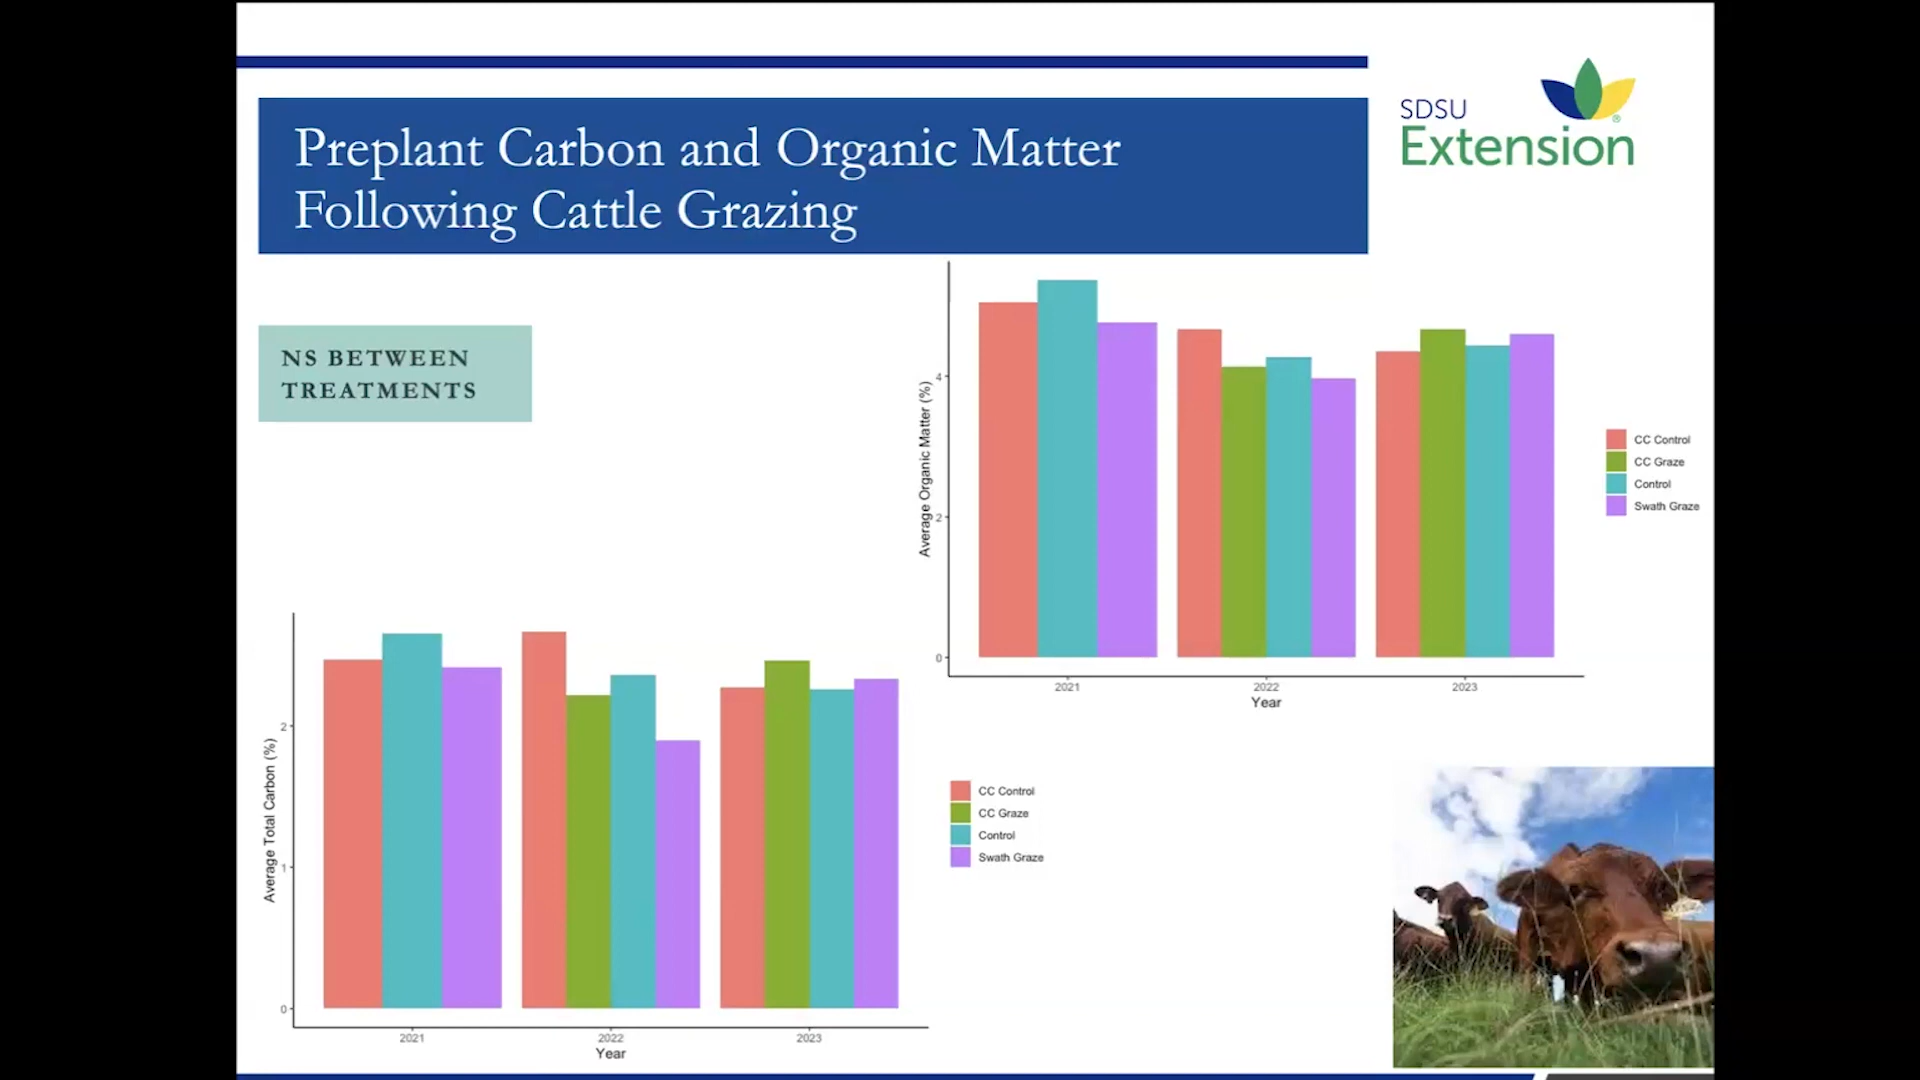 Preplant Carbon and Organic Matter
Following Cattle Grazing
SDSU
Extension
®
NS BETWEEN
TREATMENTS
Average Organic Matter (%)
4
2
0
2021
2022
2023
Year
CC Control
CC Graze
Control
Swath Graze
Average Total Carbon (%)
2
1
0
2021
2022
2023
Year
CC Control
CC Graze
Control
Swath Graze